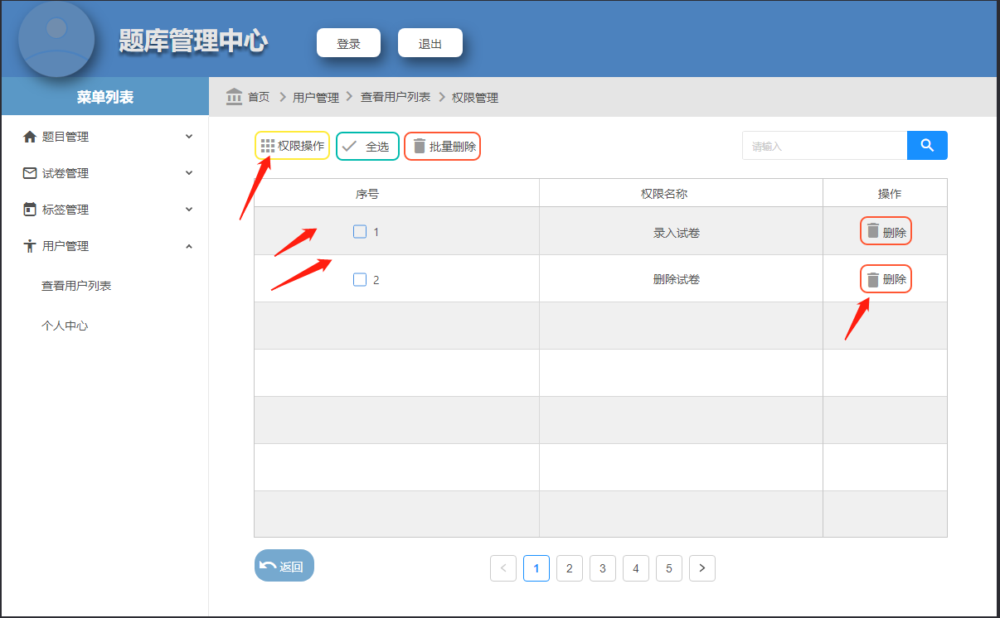 题库管理中心
登录
退出
菜单列表
首页 > 用户管理 > 查看用户列表 > 权限管理
题目管理
试卷管理
标签管理
用户管理
查看用户列表
个人中心
权限操作
全选
批量删除
请输入
序号 权限名称 操作
1 录入试卷 删除
2 删除试卷 删除
返回
< 1 2 3 4 5 >